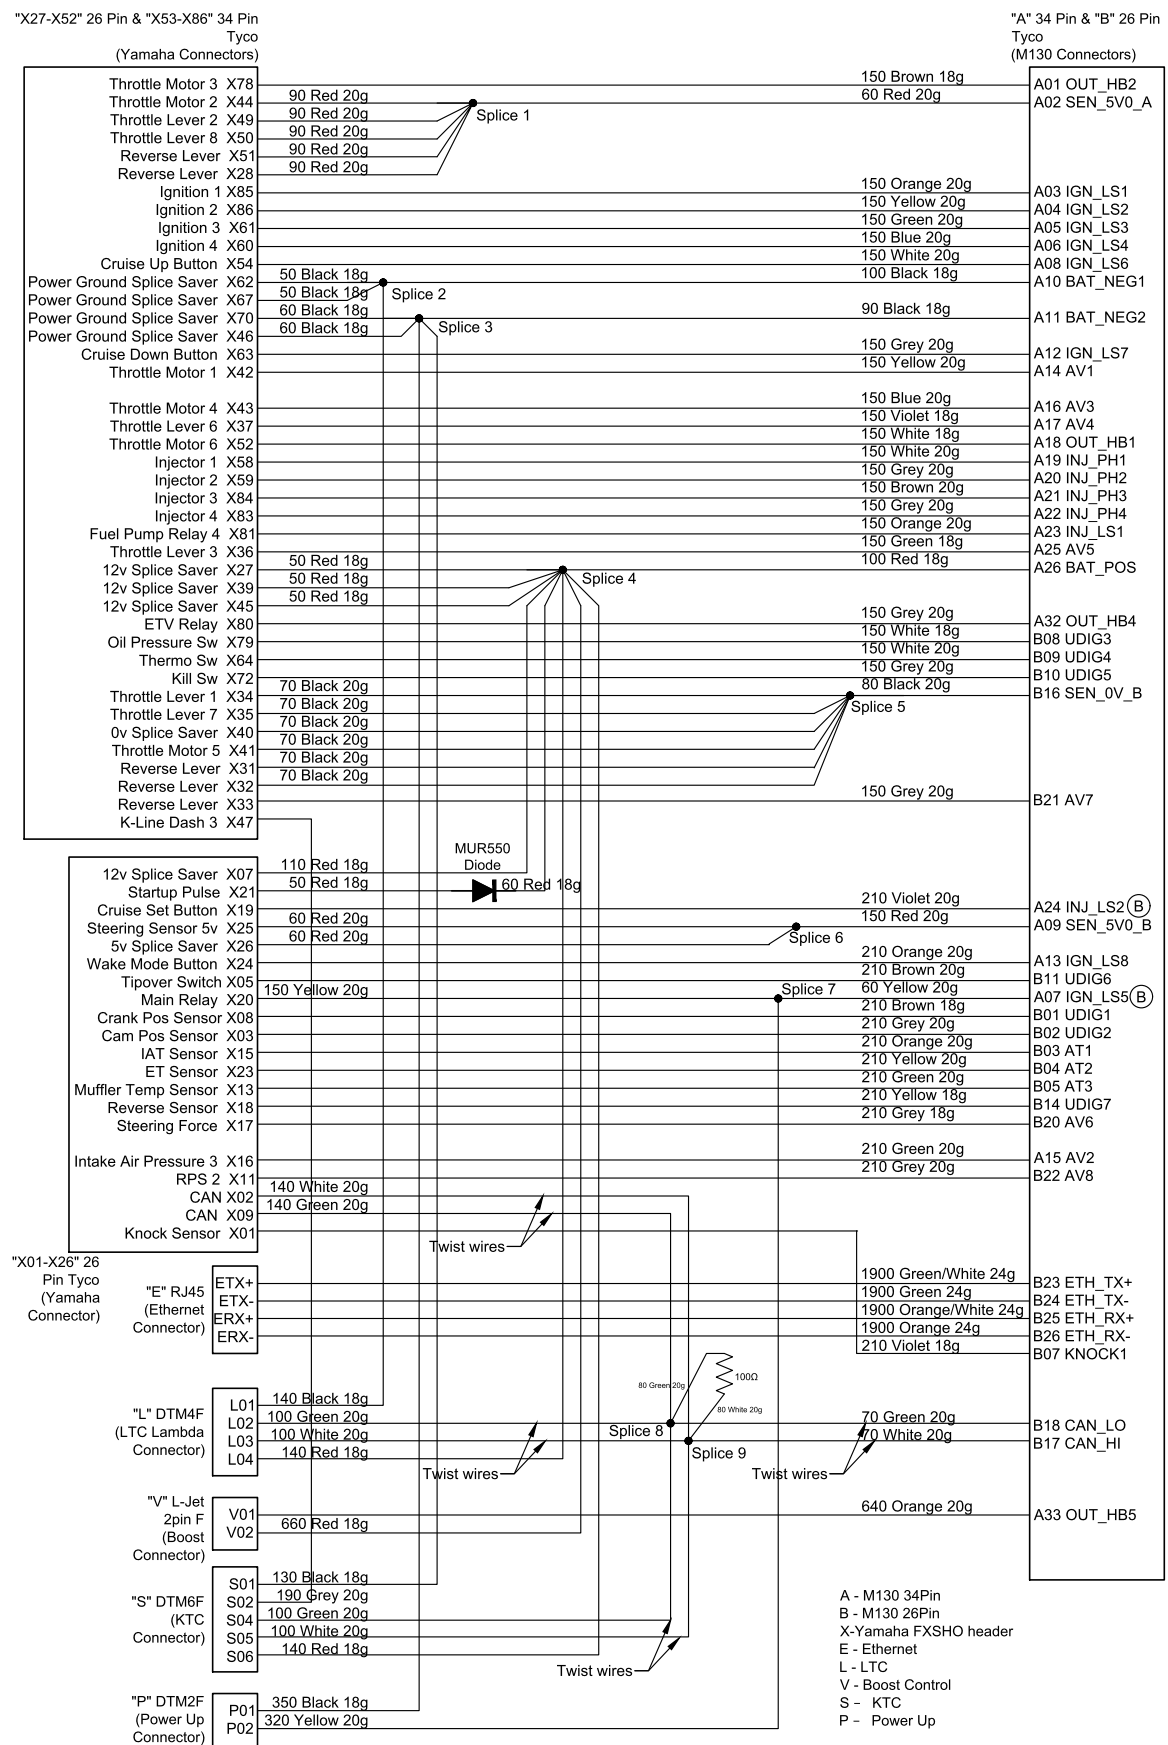 "X27-X52" 26 Pin & "X53-X86" 34 Pin
Tyco
(Yamaha Connectors)
"A" 34 Pin & "B" 26 Pin
Tyco
(M130 Connectors)
Throttle Motor 3 X78
150 Brown 18g
A01 OUT_HB2
Throttle Motor 2 X44
90 Red 20g
60 Red 20g
A02 SEN_5V0_A
Splice 1
Throttle Lever 2 X49
90 Red 20g
Throttle Lever 8 X50
90 Red 20g
Reverse Lever X51
90 Red 20g
Reverse Lever X28
90 Red 20g
Ignition 1 X85
150 Orange 20g
A03 IGN_LS1
Ignition 2 X86
150 Yellow 20g
A04 IGN_LS2
Ignition 3 X61
150 Green 20g
A05 IGN_LS3
Ignition 4 X60
150 Blue 20g
A06 IGN_LS4
Cruise Up Button X54
150 White 20g
A08 IGN_LS6
Power Ground Splice Saver X62
50 Black 18g
100 Black 18g
A10 BAT_NEG1
Power Ground Splice Saver X67
50 Black 18g
Splice 2
Power Ground Splice Saver X70
60 Black 18g
90 Black 18g
A11 BAT_NEG2
Splice 3
Power Ground Splice Saver X46
60 Black 18g
Cruise Down Button X63
150 Grey 20g
A12 IGN_LS7
Throttle Motor 1 X42
150 Yellow 20g
A14 AV1
Throttle Motor 4 X43
150 Blue 20g
A16 AV3
Throttle Lever 6 X37
150 Violet 18g
A17 AV4
Throttle Motor 6 X52
150 White 18g
A18 OUT_HB1
Injector 1 X58
150 White 20g
A19 INJ_PH1
Injector 2 X59
150 Grey 20g
A20 INJ_PH2
Injector 3 X84
150 Brown 20g
A21 INJ_PH3
Injector 4 X83
150 Grey 20g
A22 INJ_PH4
Fuel Pump Relay 4 X81
150 Orange 20g
A23 INJ_LS1
Throttle Lever 3 X36
150 Green 18g
A25 AV5
12v Splice Saver X27
50 Red 18g
100 Red 18g
A26 BAT_POS
Splice 4
12v Splice Saver X39
50 Red 18g
12v Splice Saver X45
50 Red 18g
ETV Relay X80
150 Grey 20g
A32 OUT_HB4
Oil Pressure Sw X79
150 White 18g
B08 UDIG3
Thermo Sw X64
150 White 20g
B09 UDIG4
Kill Sw X72
150 Grey 20g
B10 UDIG5
Throttle Lever 1 X34
70 Black 20g
80 Black 20g
B16 SEN_0V_B
Splice 5
Throttle Lever 7 X35
70 Black 20g
0v Splice Saver X40
70 Black 20g
Throttle Motor 5 X41
70 Black 20g
Reverse Lever X31
70 Black 20g
Reverse Lever X32
70 Black 20g
Reverse Lever X33
150 Grey 20g
B21 AV7
K-Line Dash 3 X47
MUR550
Diode
12v Splice Saver X07
110 Red 18g
Startup Pulse X21
50 Red 18g
60 Red 18g
Cruise Set Button X19
210 Violet 20g
A24 INJ_LS2 B
Steering Sensor 5v X25
60 Red 20g
150 Red 20g
A09 SEN_5V0_B
Splice 6
5v Splice Saver X26
60 Red 20g
Wake Mode Button X24
210 Orange 20g
A13 IGN_LS8
Tipover Switch X05
210 Brown 20g
B11 UDIG6
Main Relay X20
150 Yellow 20g
Splice 7
60 Yellow 20g
A07 IGN_LS5 B
Crank Pos Sensor X08
210 Brown 18g
B01 UDIG1
Cam Pos Sensor X03
210 Grey 20g
B02 UDIG2
IAT Sensor X15
210 Orange 20g
B03 AT1
ET Sensor X23
210 Yellow 20g
B04 AT2
Muffler Temp Sensor X13
210 Green 20g
B05 AT3
Reverse Sensor X18
210 Yellow 18g
B14 UDIG7
Steering Force X17
210 Grey 18g
B20 AV6
Intake Air Pressure 3 X16
210 Green 20g
A15 AV2
RPS 2 X11
210 Grey 20g
B22 AV8
CAN X02
140 White 20g
CAN X09
140 Green 20g
Knock Sensor X01
Twist wires
"X01-X26" 26
Pin Tyco
(Yamaha
Connector)
"E" RJ45
(Ethernet
Connector)
ETX+
1900 Green/White 24g
B23 ETH_TX+
ETX-
1900 Green 24g
B24 ETH_TX-
ERX+
1900 Orange/White 24g
B25 ETH_RX+
ERX-
1900 Orange 24g
B26 ETH_RX-
210 Violet 18g
B07 KNOCK1
100Ω
80 Green 20g
80 White 20g
"L" DTM4F
(LTC Lambda
Connector)
L01
140 Black 18g
L02
100 Green 20g
Splice 8
70 Green 20g
B18 CAN_LO
L03
100 White 20g
Splice 9
70 White 20g
B17 CAN_HI
L04
140 Red 18g
Twist wires
Twist wires
"V" L-Jet
2pin F
(Boost
Connector)
V01
640 Orange 20g
A33 OUT_HB5
V02
660 Red 18g
"S" DTM6F
(KTC
Connector)
S01
130 Black 18g
S02
190 Grey 20g
S04
100 Green 20g
S05
100 White 20g
S06
140 Red 18g
Twist wires
"P" DTM2F
(Power Up
Connector)
P01
350 Black 18g
P02
320 Yellow 20g
A - M130 34Pin
B - M130 26Pin
X-Yamaha FXSHO header
E - Ethernet
L - LTC
V - Boost Control
S - KTC
P - Power Up